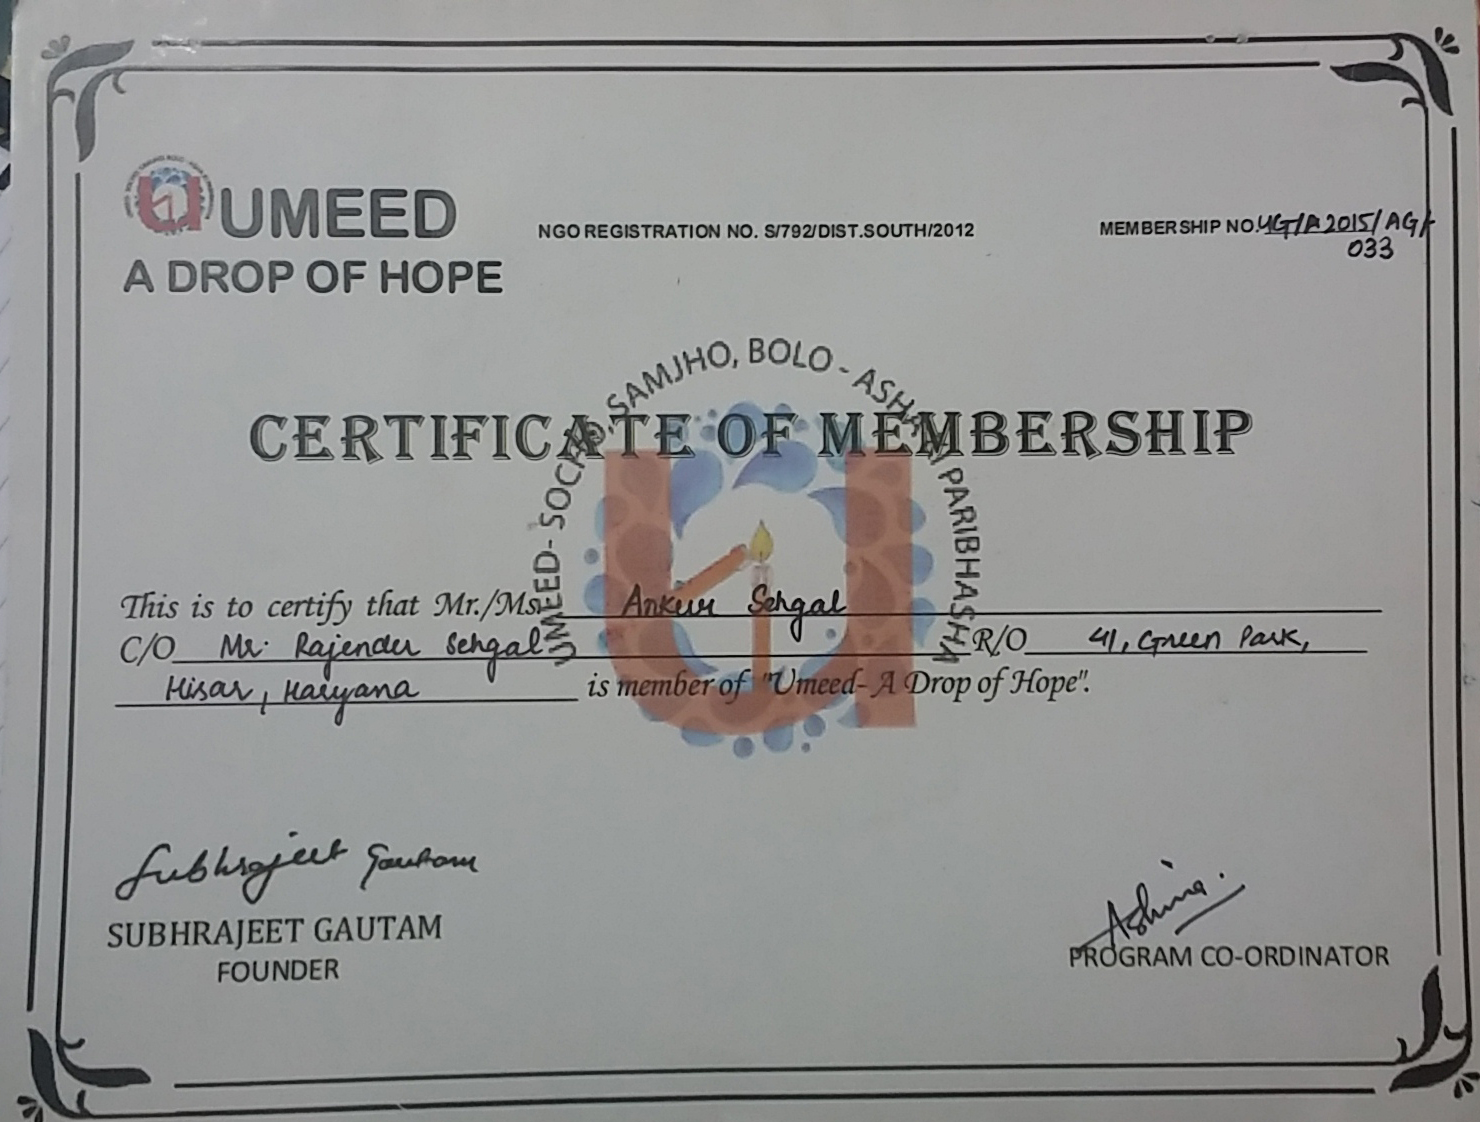 UMEED
A DROP OF HOPE
NGO REGISTRATION NO. S/792/DIST.SOUTH/2012
MEMBERSHIP NO. UG/A2015/AG/
033
UMEED- SOCHO, SAMJHO, BOLO - ASHA KI PARIBHASHA
CERTIFICATE OF MEMBERSHIP
This is to certify that Mr./Ms. Ankur Sehgal
C/O Mr. Rajender Sehgal R/O 41, Green Park,
Hisar, Haryana is member of "Umeed- A Drop of Hope".
Subhrajeet Gautam
SUBHRAJEET GAUTAM
FOUNDER
Ashima.
PROGRAM CO-ORDINATOR